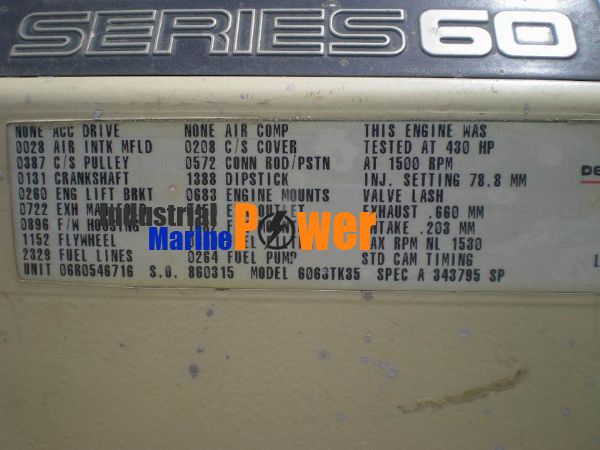 SERIES 60
NONE ACC DRIVE NONE AIR COMP THIS ENGINE WAS
0028 AIR INTK MFLD 0208 C/S COVER TESTED AT 430 HP
0387 C/S PULLEY 0572 CONN ROD/PSTN AT 1500 RPM
0131 CRANKSHAFT 1388 DIPSTICK INJ. SETTING 78.8 MM
0260 ENG LIFT BRKT 0683 ENGINE MOUNTS VALVE LASH
0722 EXH OUTLET EXHAUST .660 MM
0896 F/W HOUSING INTAKE .203 MM
1152 FLYWHEEL MAX RPM NL 1530
2329 FUEL LINES 0264 FUEL PUMP STD CAM TIMING
UNIT 06R0546716 S.O. 860315 MODEL 6063TK35 SPEC A 343795 SP
Industrial
Marine Power